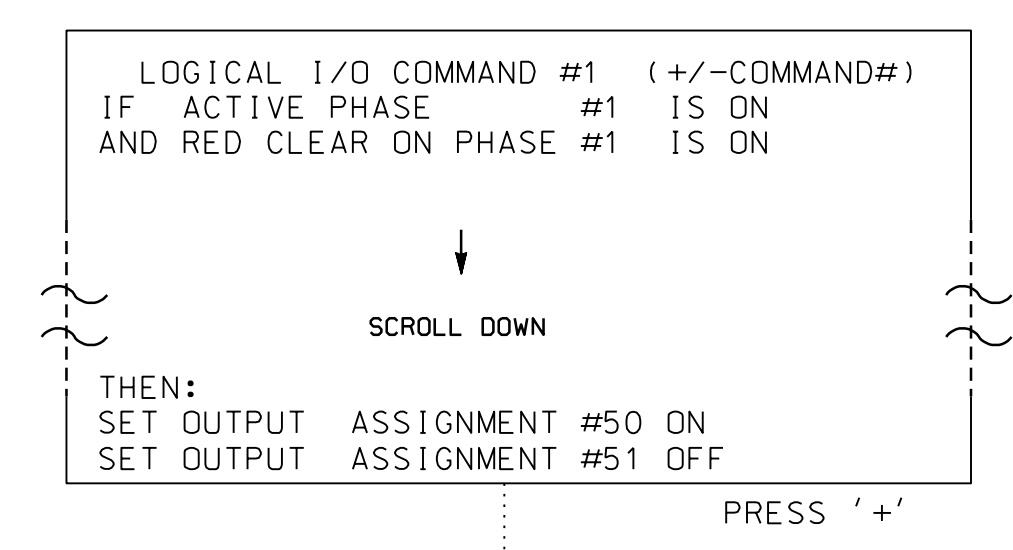 LOGICAL I/O COMMAND #1 (+/-COMMAND#)
IF ACTIVE PHASE #1 IS ON
AND RED CLEAR ON PHASE #1 IS ON
SCROLL DOWN
THEN:
SET OUTPUT ASSIGNMENT #50 ON
SET OUTPUT ASSIGNMENT #51 OFF
PRESS '+'